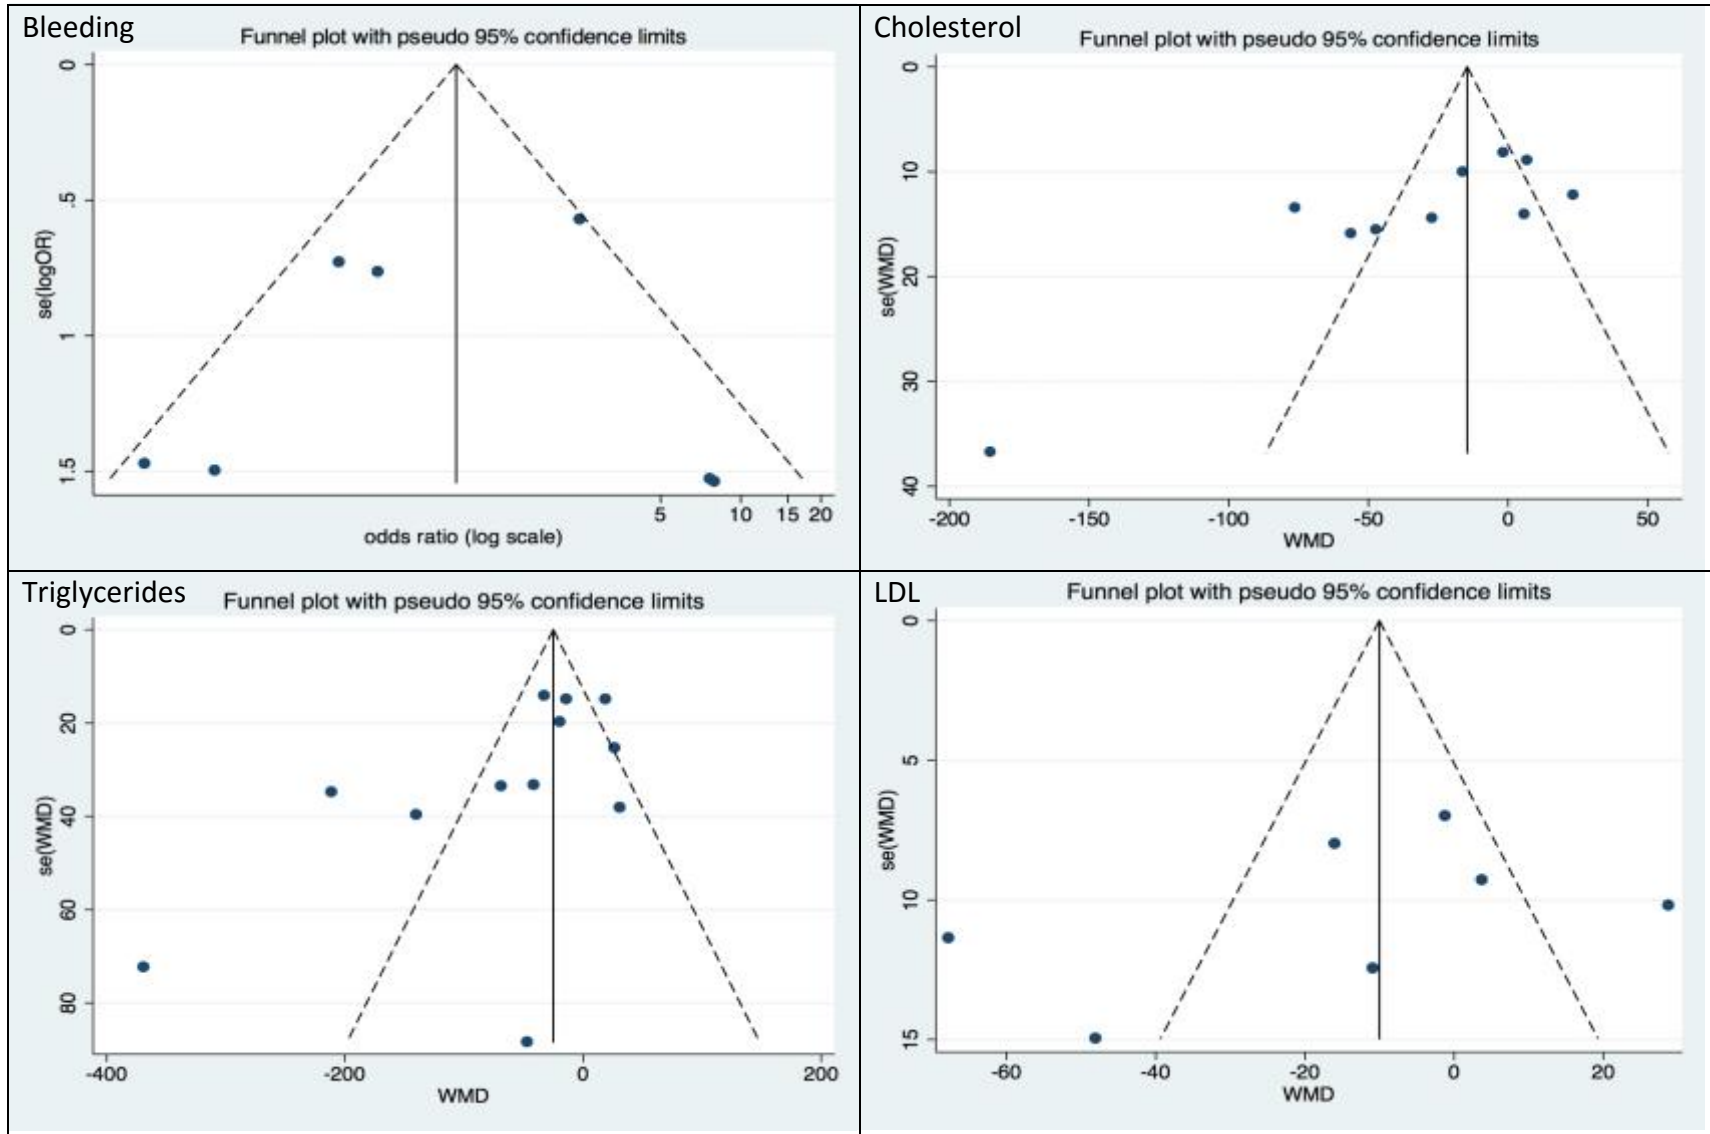 Bleeding
Funnel plot with pseudo 95% confidence limits
0
.5
1
1.5
se(logOR)
5 10 15 20
odds ratio (log scale)
Cholesterol
Funnel plot with pseudo 95% confidence limits
0
10
20
30
40
se(WMD)
-200 -150 -100 -50 0 50
WMD
Triglycerides
Funnel plot with pseudo 95% confidence limits
0
20
40
60
80
se(WMD)
-400 -200 0 200
WMD
LDL
Funnel plot with pseudo 95% confidence limits
0
5
10
15
se(WMD)
-60 -40 -20 0 20
WMD